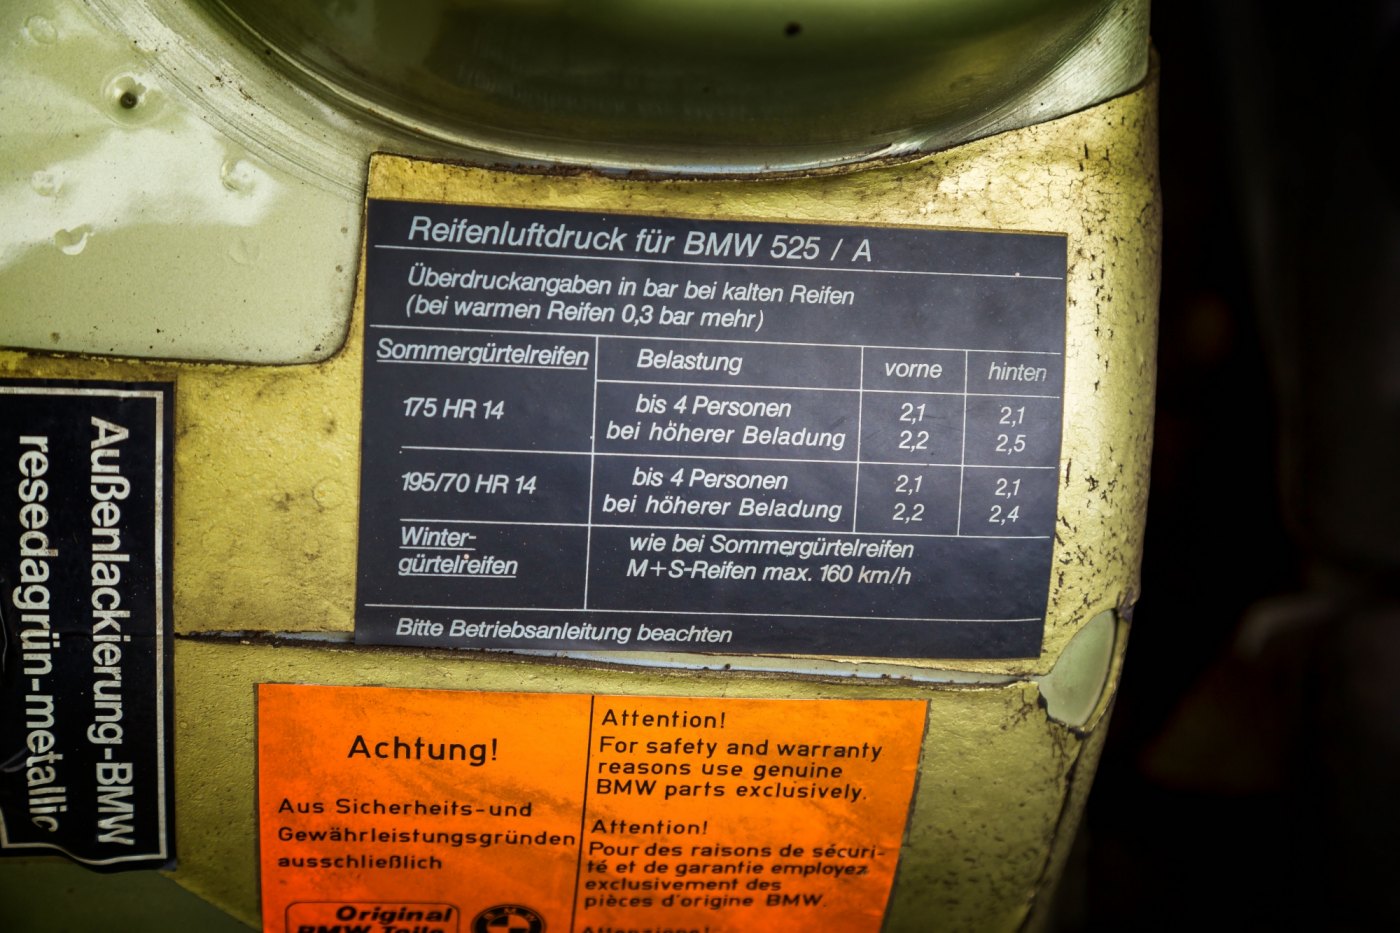 Reifenluftdruck für BMW 525 / A
Überdruckangaben in bar bei kalten Reifen
(bei warmen Reifen 0,3 bar mehr)
Sommergürtelreifen Belastung vorne hinten
175 HR 14 bis 4 Personen 2,1 2,1
bei höherer Beladung 2,2 2,5
195/70 HR 14 bis 4 Personen 2,1 2,1
bei höherer Beladung 2,2 2,4
Winter- wie bei Sommergürtelreifen
gürtelreifen M+S-Reifen max. 160 km/h
Bitte Betriebsanleitung beachten
Außenlackierung-BMW
resedagrün-metallic
Achtung!
Aus Sicherheits-und
Gewährleistungsgründen
ausschließlich
Original
BMW Teile
BMW
Attention!
For safety and warranty
reasons use genuine
BMW parts exclusively.
Attention!
Pour des raisons de sécuri-
té et de garantie employez
exclusivement des
pièces d'origine BMW.